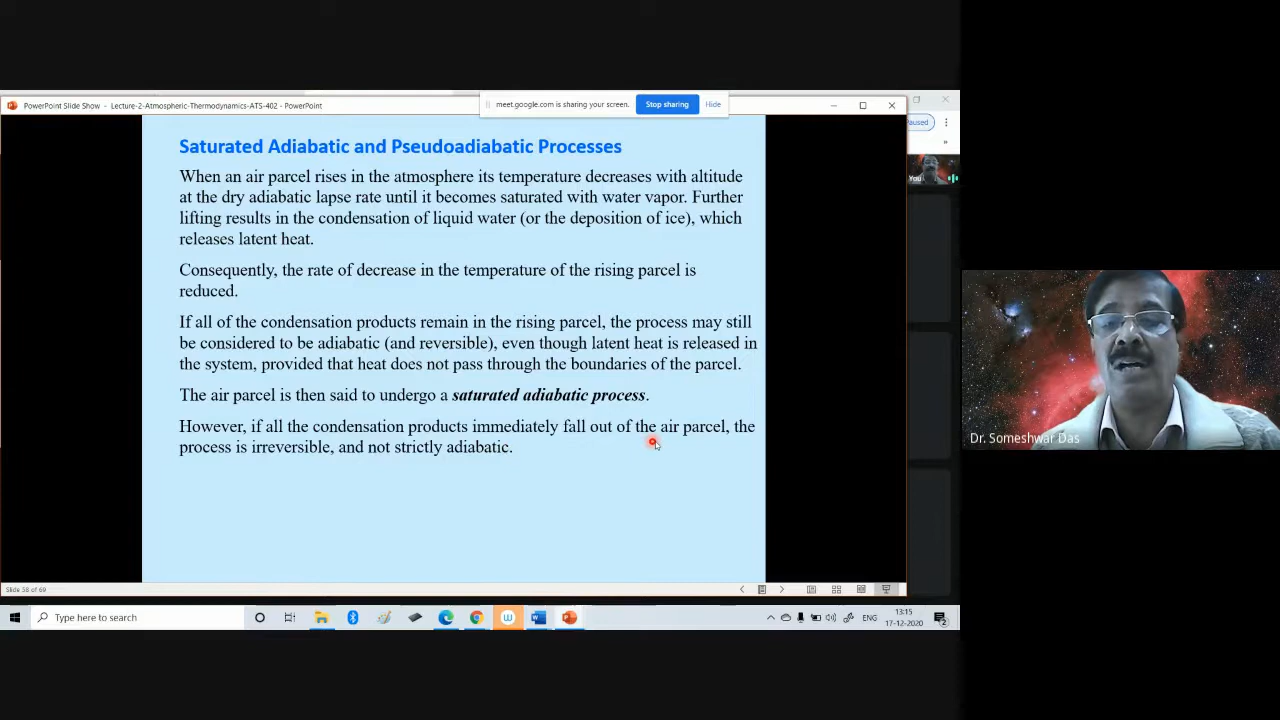 PowerPoint Slide Show - Lecture-2-Atmospheric-Thermodynamics-ATS-402 - PowerPoint
meet.google.com is sharing your screen.
Stop sharing
Hide
You
Saturated Adiabatic and Pseudoadiabatic Processes
When an air parcel rises in the atmosphere its temperature decreases with altitude
at the dry adiabatic lapse rate until it becomes saturated with water vapor. Further
lifting results in the condensation of liquid water (or the deposition of ice), which
releases latent heat.
Consequently, the rate of decrease in the temperature of the rising parcel is
reduced.
If all of the condensation products remain in the rising parcel, the process may still
be considered to be adiabatic (and reversible), even though latent heat is released in
the system, provided that heat does not pass through the boundaries of the parcel.
The air parcel is then said to undergo a saturated adiabatic process.
However, if all the condensation products immediately fall out of the air parcel, the
process is irreversible, and not strictly adiabatic.
Dr. Someshwar Das
Slide 58 of 69
Type here to search
ENG
13:15
17-12-2020
2